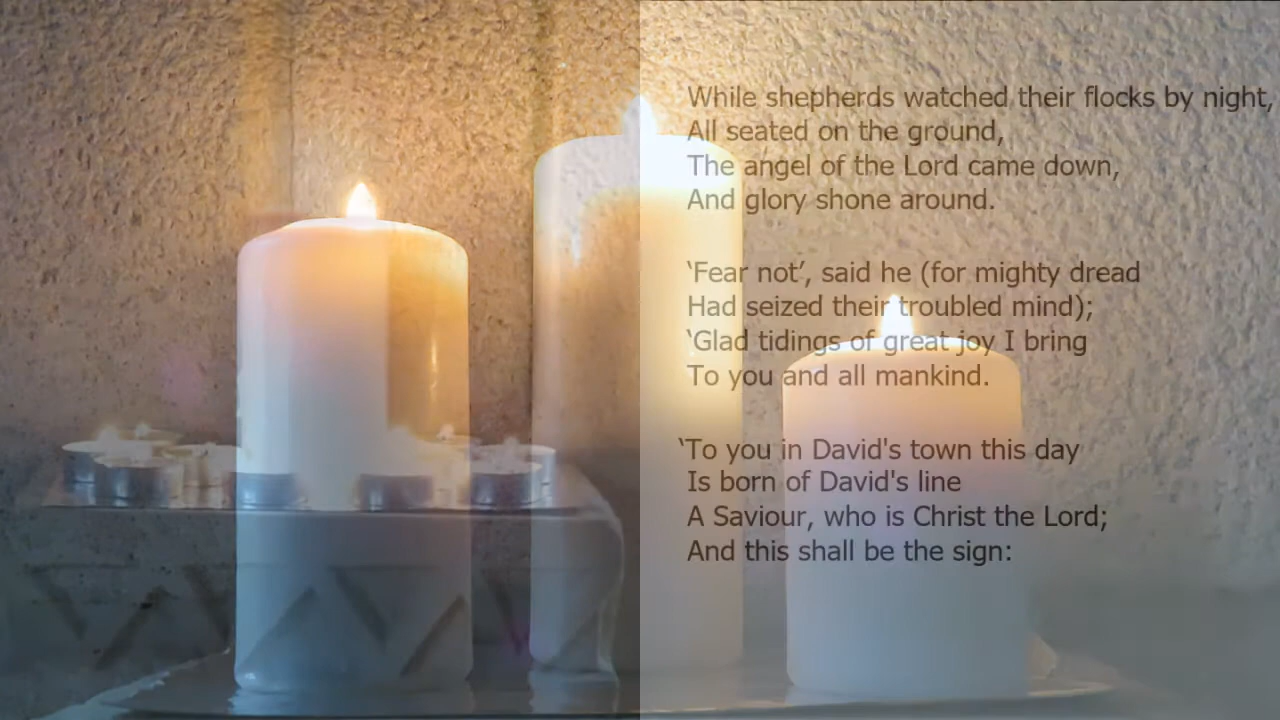 While shepherds watched their flocks by night,
All seated on the ground,
The angel of the Lord came down,
And glory shone around.
‘Fear not’, said he (for mighty dread
Had seized their troubled mind);
‘Glad tidings of great joy I bring
To you and all mankind.
‘To you in David's town this day
Is born of David's line
A Saviour, who is Christ the Lord;
And this shall be the sign: